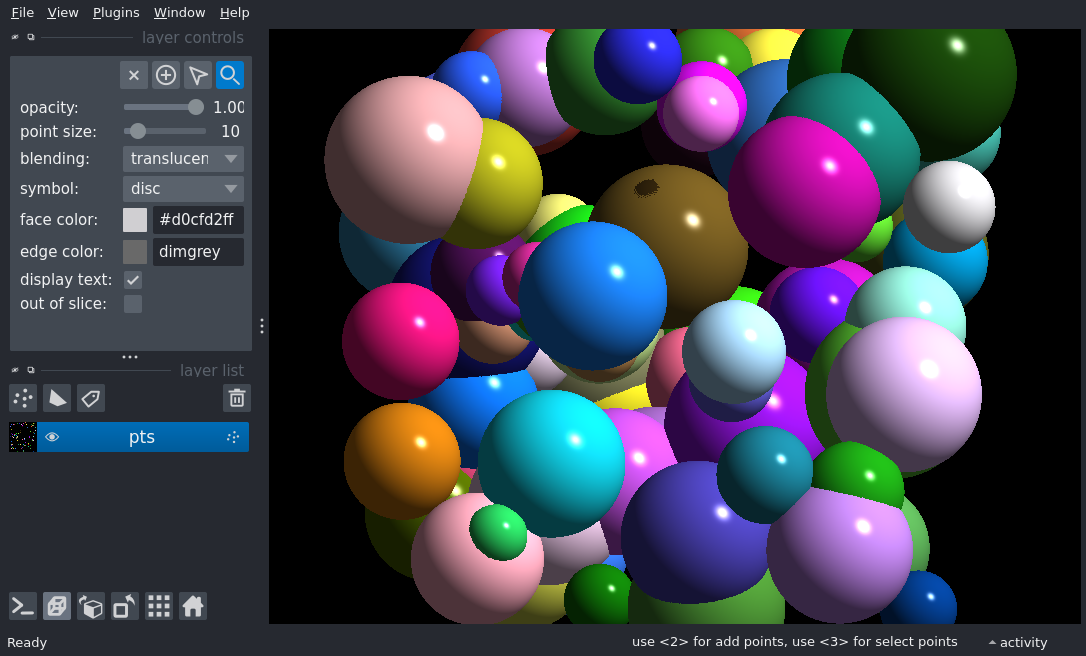 File View Plugins Window Help
layer controls
opacity: 1.00
point size: 10
blending: translucen
symbol: disc
face color: #d0cfd2ff
edge color: dimgrey
display text:
out of slice:
layer list
pts
Ready
use <2> for add points, use <3> for select points
activity